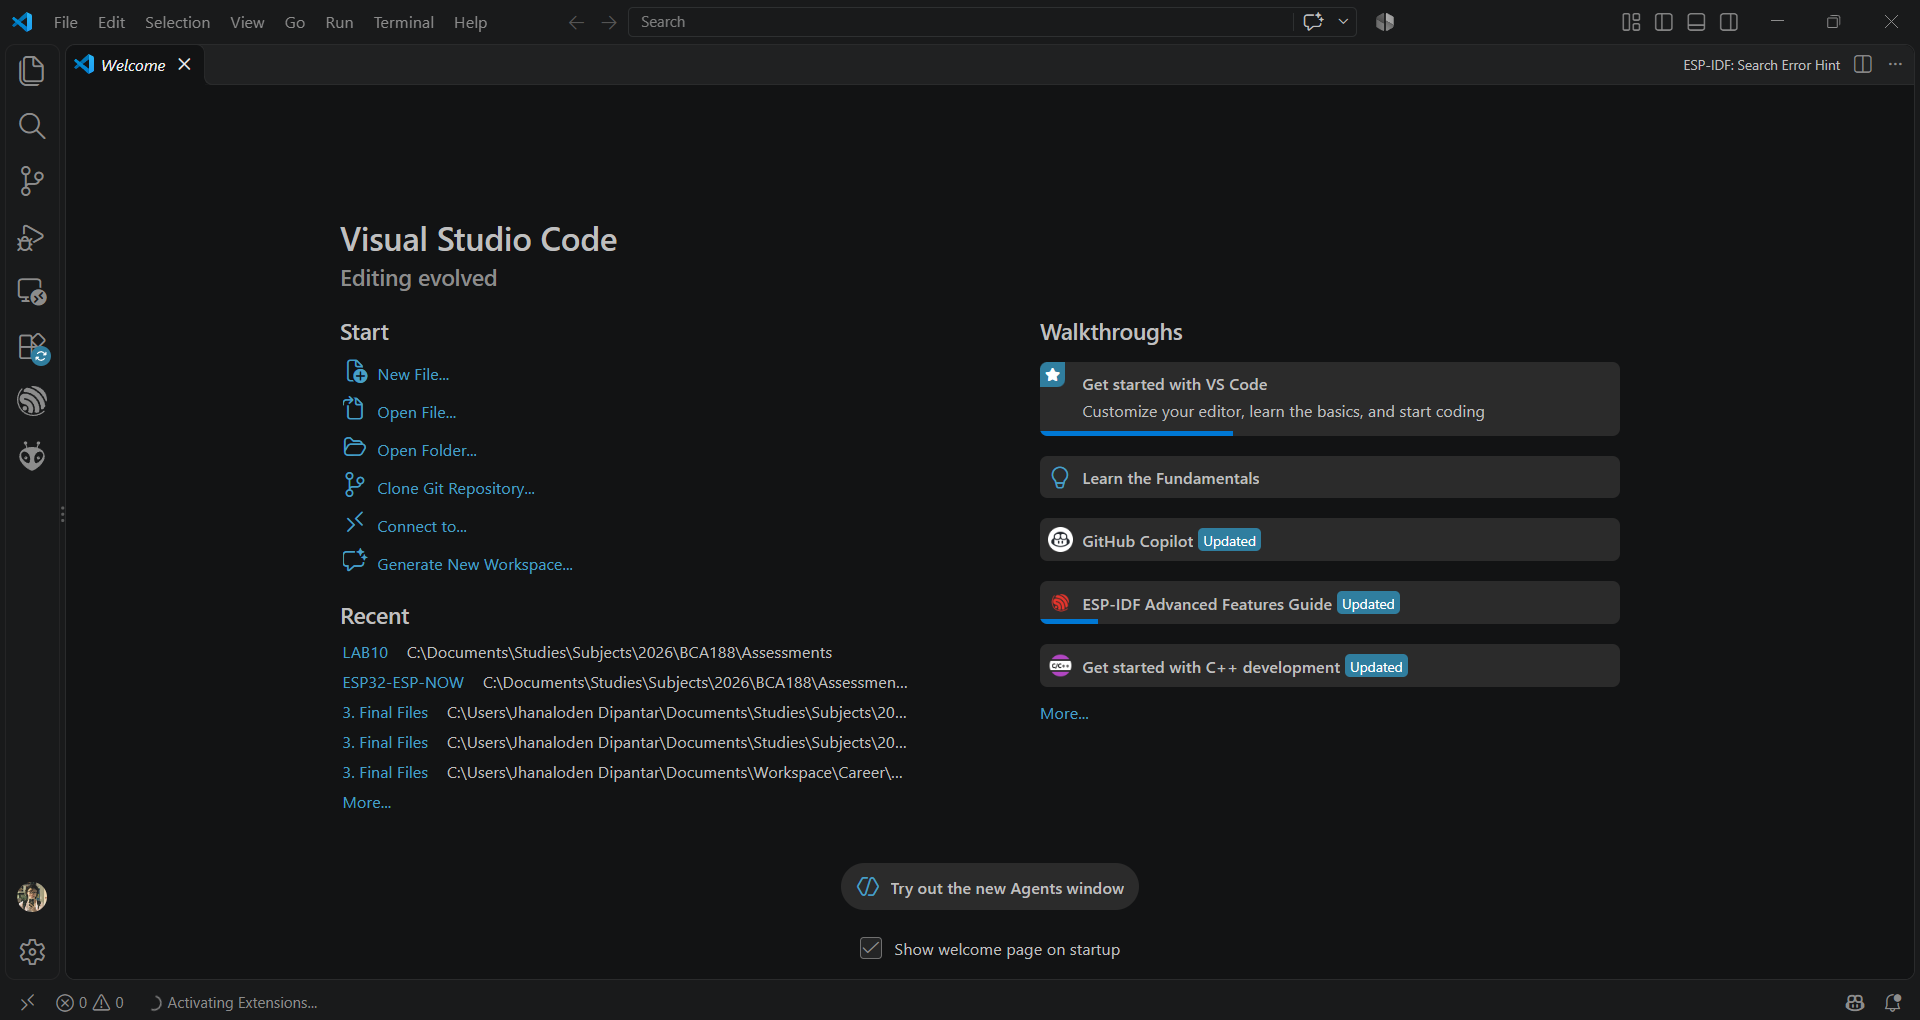 File Edit Selection View Go Run Terminal Help
Search
Welcome
ESP-IDF: Search Error Hint
Visual Studio Code
Editing evolved
Start
New File...
Open File...
Open Folder...
Clone Git Repository...
Connect to...
Generate New Workspace...
Recent
LAB10 C:\Documents\Studies\Subjects\2026\BCA188\Assessments
ESP32-ESP-NOW C:\Documents\Studies\Subjects\2026\BCA188\Assessmen...
3. Final Files C:\Users\Jhanaloden Dipantar\Documents\Studies\Subjects\20...
3. Final Files C:\Users\Jhanaloden Dipantar\Documents\Studies\Subjects\20...
3. Final Files C:\Users\Jhanaloden Dipantar\Documents\Workspace\Career\...
More...
Walkthroughs
Get started with VS Code
Customize your editor, learn the basics, and start coding
Learn the Fundamentals
GitHub Copilot Updated
ESP-IDF Advanced Features Guide Updated
C/C++ Get started with C++ development Updated
More...
Try out the new Agents window
Show welcome page on startup
0 0 Activating Extensions...